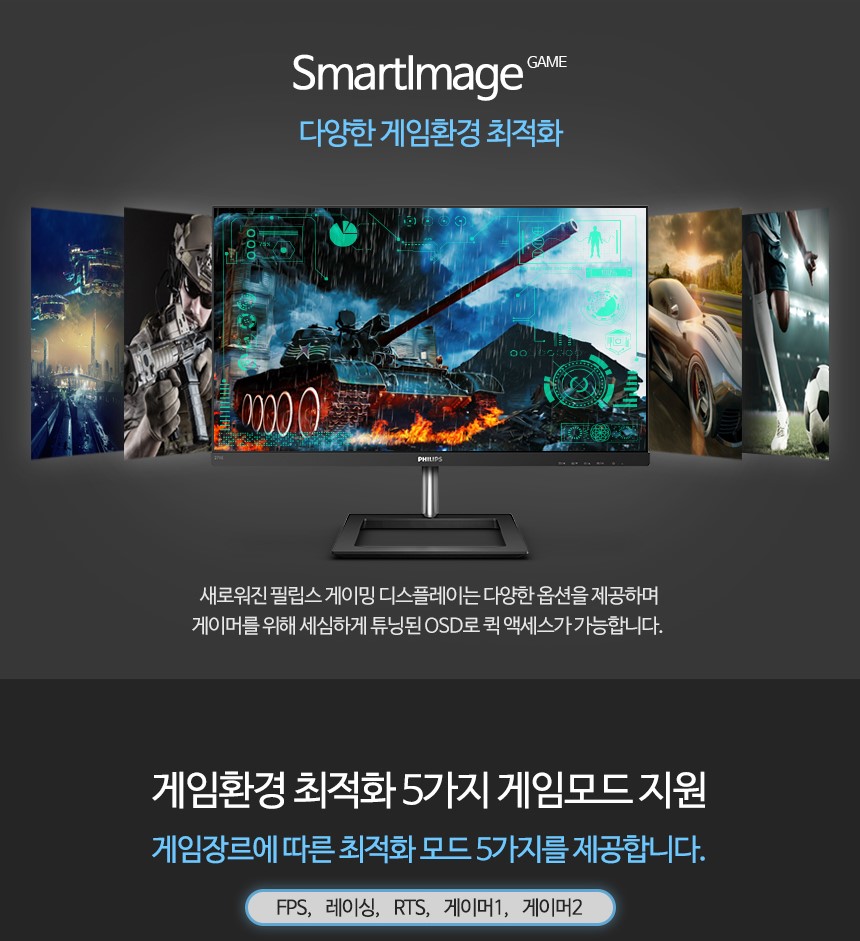 SmartImage GAME
다양한 게임환경 최적화
PHILIPS
새로워진 필립스 게이밍 디스플레이는 다양한 옵션을 제공하며
게이머를 위해 세심하게 튜닝된 OSD로 퀵 액세스가 가능합니다.
게임환경 최적화 5가지 게임모드 지원
게임장르에 따른 최적화 모드 5가지를 제공합니다.
FPS, 레이싱, RTS, 게이머1, 게이머2